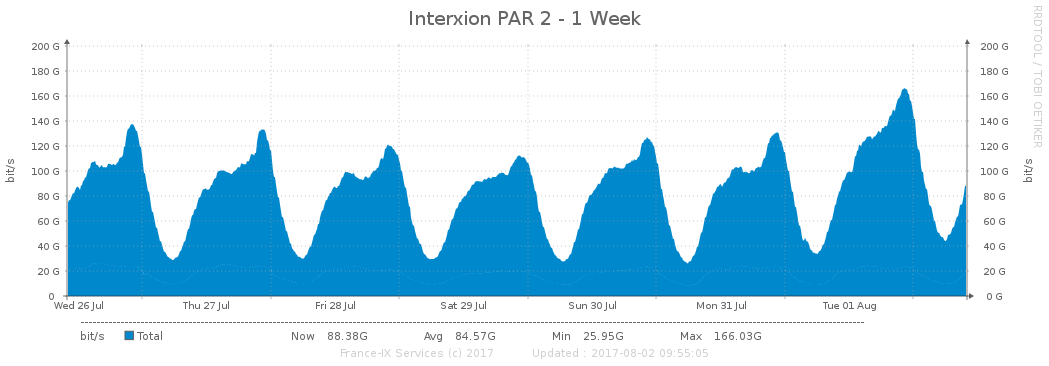 Interxion PAR 2 - 1 Week
RRDTOOL / TOBI OETIKER
200 G 200 G
180 G 180 G
160 G 160 G
140 G 140 G
120 G 120 G
100 G 100 G
80 G 80 G
60 G 60 G
40 G 40 G
20 G 20 G
0 0 G
bit/s bit/s
Wed 26 Jul Thu 27 Jul Fri 28 Jul Sat 29 Jul Sun 30 Jul Mon 31 Jul Tue 01 Aug
bit/s Total Now 88.38G Avg 84.57G Min 25.95G Max 166.03G
France-IX Services (c) 2017 Updated : 2017-08-02 09:55:05